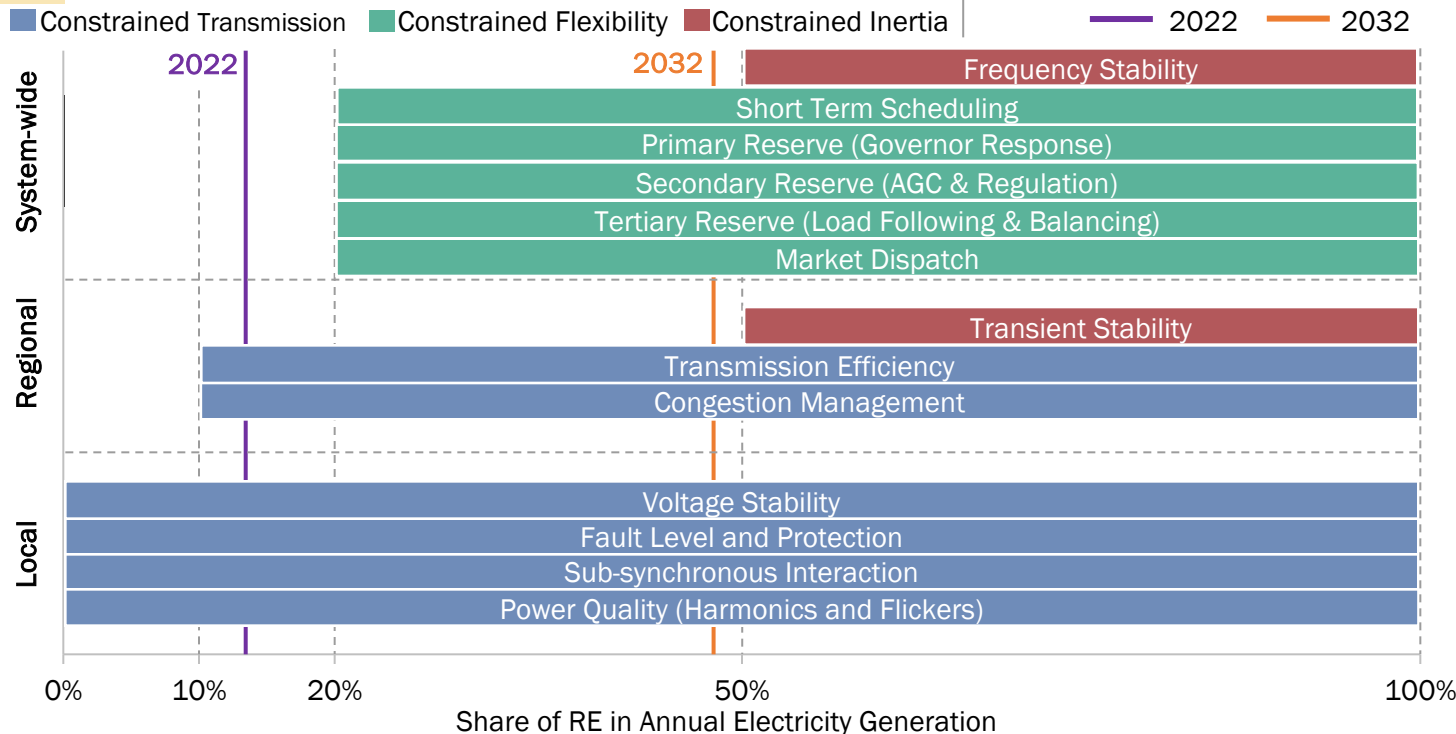 Constrained Transmission Constrained Flexibility Constrained Inertia 2022 2032
2022 2032
System-wide
Frequency Stability
Short Term Scheduling
Primary Reserve (Governor Response)
Secondary Reserve (AGC & Regulation)
Tertiary Reserve (Load Following & Balancing)
Market Dispatch
Regional
Transient Stability
Transmission Efficiency
Congestion Management
Local
Voltage Stability
Fault Level and Protection
Sub-synchronous Interaction
Power Quality (Harmonics and Flickers)
0% 10% 20% 50% 100%
Share of RE in Annual Electricity Generation